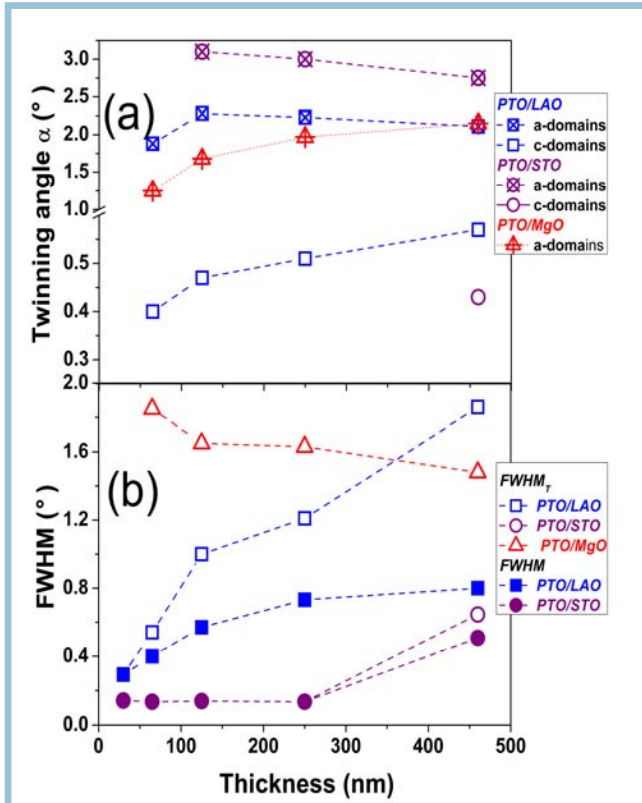 (a)
Twinning angle α (°)
3.0
2.5
2.0
1.5
1.0
0.5
0.4
0.3
PTO/LAO
a-domains
c-domains
PTO/STO
a-domains
c-domains
PTO/MgO
a-domains
(b)
FWHM (°)
2.0
1.6
1.2
0.8
0.4
0.0
FWHM_T
PTO/LAO
PTO/STO
PTO/MgO
FWHM
PTO/LAO
PTO/STO
0 100 200 300 400 500
Thickness (nm)